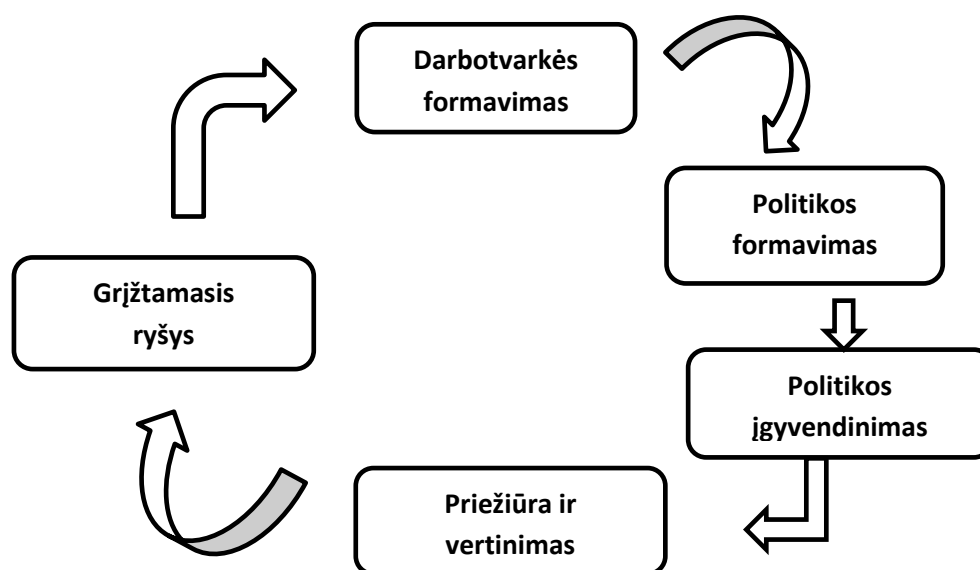 Darbotvarkės
formavimas
Politikos
formavimas
Politikos
įgyvendinimas
Priežiūra ir
vertinimas
Grįžtamasis
ryšys